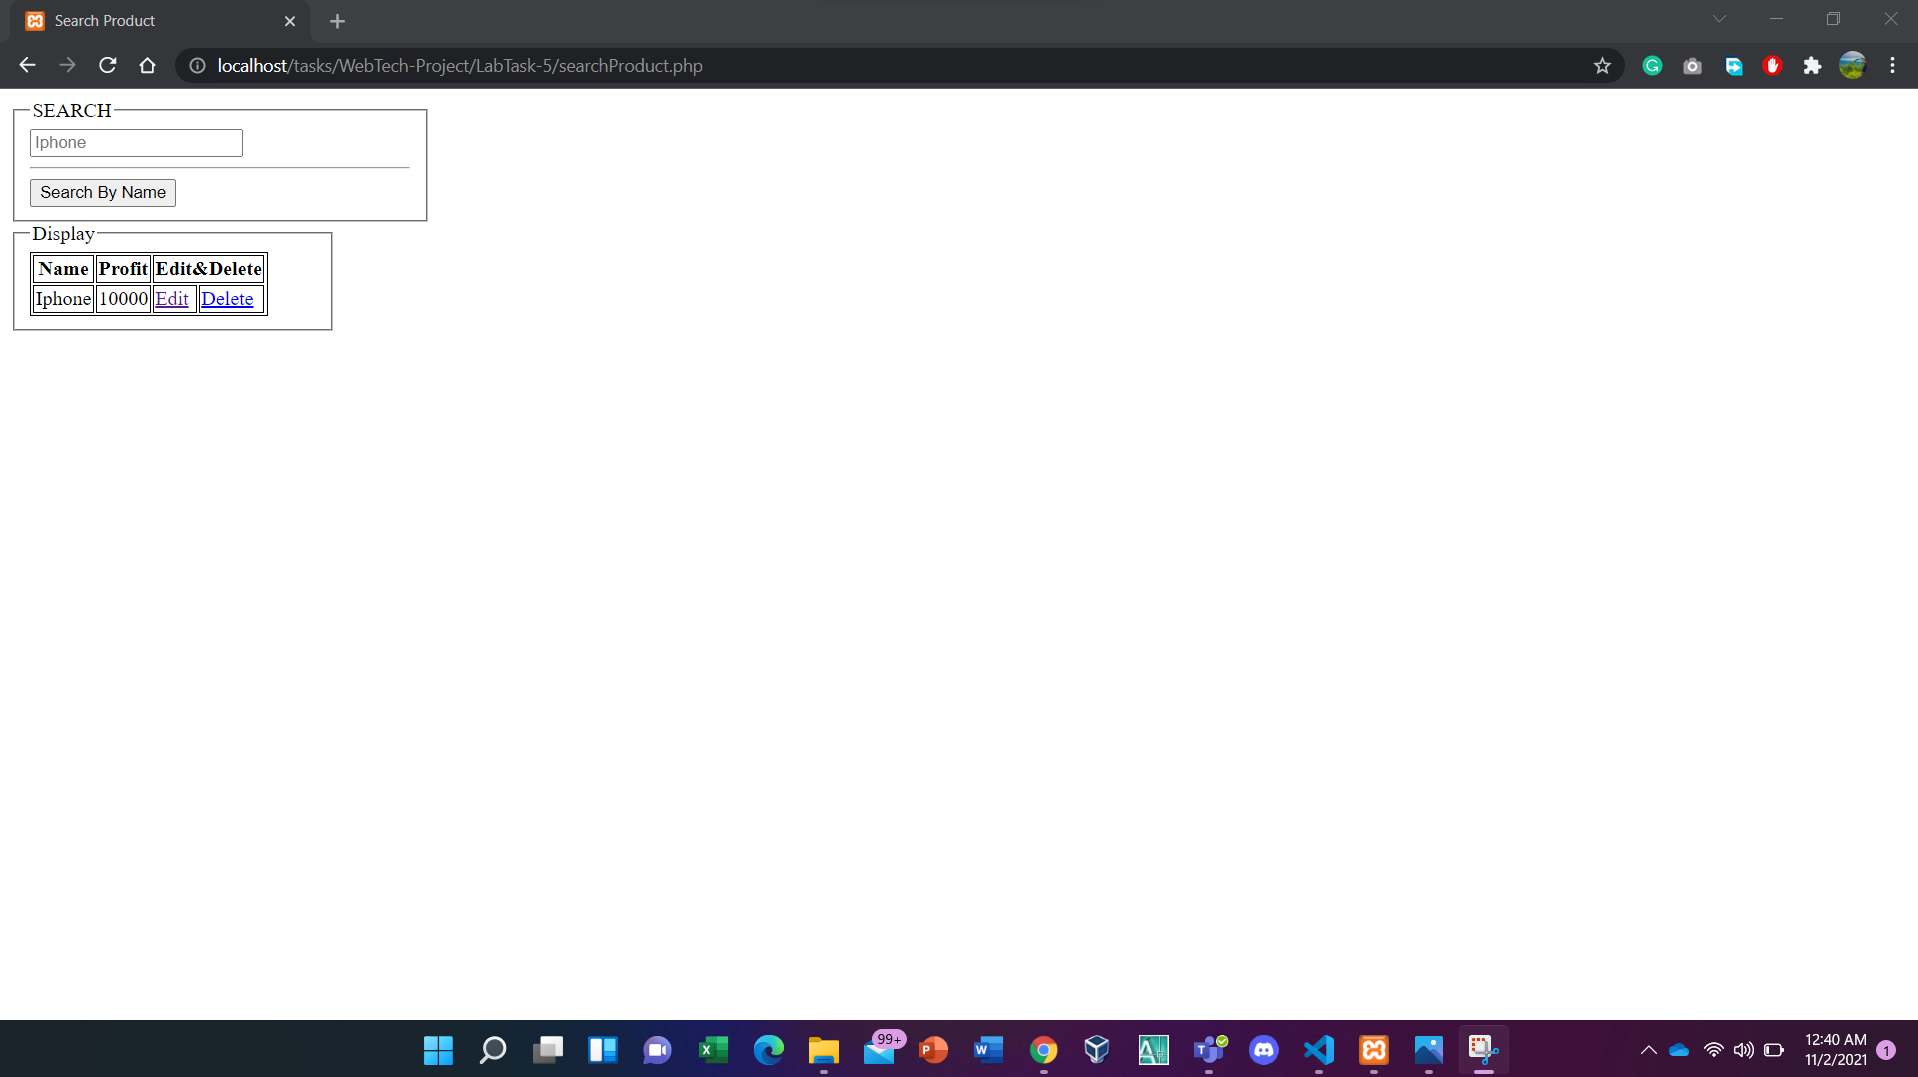 Search Product
localhost/tasks/WebTech-Project/LabTask-5/searchProduct.php
SEARCH
Iphone
Search By Name
Display
Name Profit Edit&Delete
Iphone 10000 Edit Delete
99+
12:40 AM
11/2/2021
1